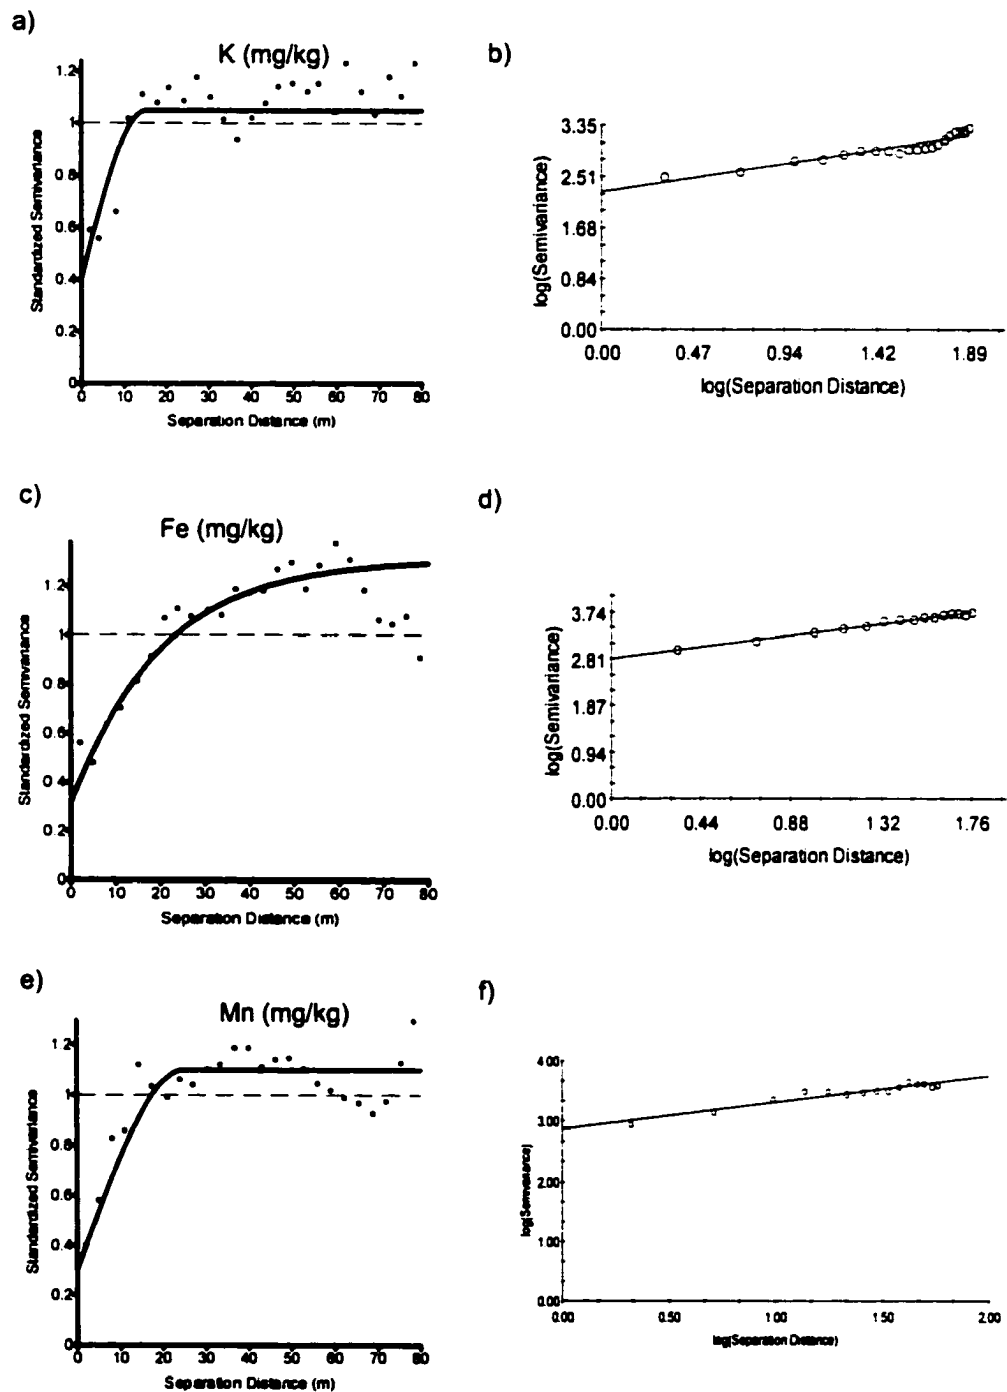 a)
K (mg/kg)
1.2
1
0.8
0.6
0.4
0.2
0
Standardized Semivariance
0 10 20 30 40 50 60 70 80
Separation Distance (m)
b)
3.35
2.51
1.68
0.84
0.00
log(Semivariance)
0.00 0.47 0.94 1.42 1.89
log(Separation Distance)
c)
Fe (mg/kg)
1.2
1
0.8
0.6
0.4
0.2
0
Standardized Semivariance
0 10 20 30 40 50 60 70 80
Separation Distance (m)
d)
3.74
2.81
1.87
0.94
0.00
log(Semivariance)
0.00 0.44 0.88 1.32 1.76
log(Separation Distance)
e)
Mn (mg/kg)
1.2
1
0.8
0.6
0.4
0.2
0
Standardized Semivariance
0 10 20 30 40 50 60 70 80
Separation Distance (m)
f)
4.00
3.00
2.00
1.00
0.00
log(Semivariance)
0.00 0.50 1.00 1.50 2.00
log(Separation Distance)